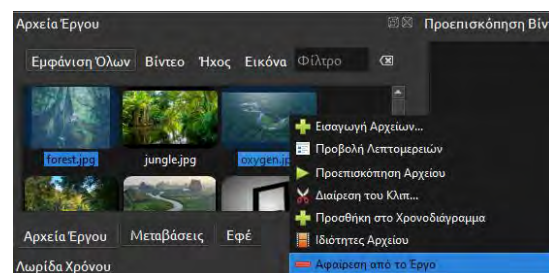 Αρχεία Έργου
Προεπισκόπηση Βίν
Εμφάνιση Όλων Βίντεο Ήχος Εικόνα Φίλτρο
forest.jpg jungle.jpg oxygen.jp
Εισαγωγή Αρχείων...
Προβολή Λεπτομερειών
Προεπισκόπηση Αρχείου
Διαίρεση του Κλιπ...
Προσθήκη στο Χρονοδιάγραμμα
Ιδιότητες Αρχείου
Αφαίρεση από το Έργο
Αρχεία Έργου Μεταβάσεις Εφέ
Λωρίδα Χρόνου